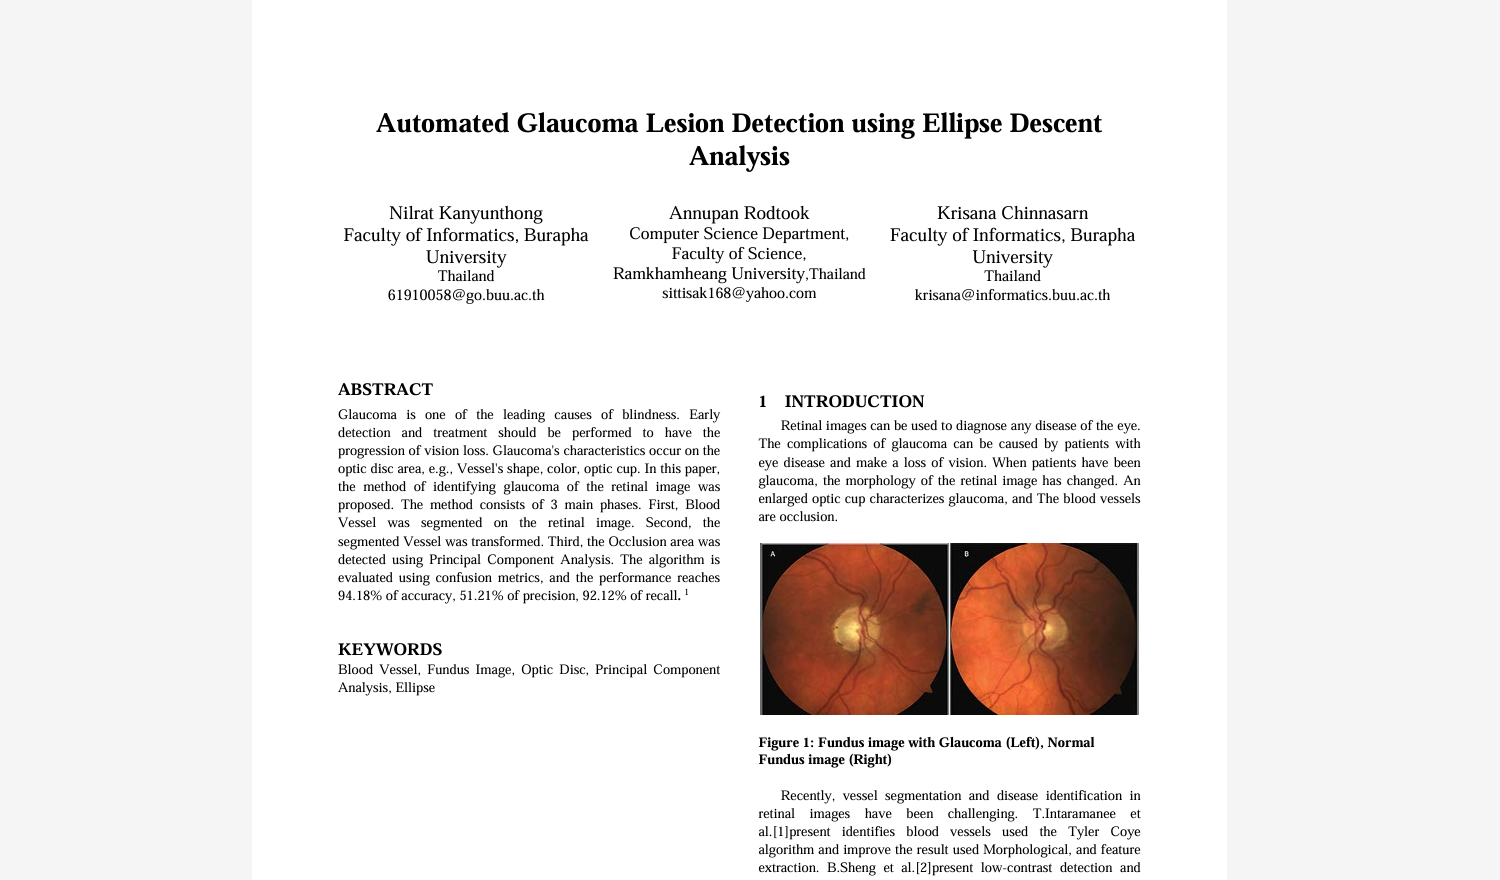 Automated Glaucoma Lesion Detection using Ellipse Descent
Analysis
Nilrat Kanyunthong
Faculty of Informatics, Burapha
University
Thailand
61910058@go.buu.ac.th
Annupan Rodtook
Computer Science Department,
Faculty of Science,
Ramkhamheang University,Thailand
sittisak168@yahoo.com
Krisana Chinnasarn
Faculty of Informatics, Burapha
University
Thailand
krisana@informatics.buu.ac.th
ABSTRACT
Glaucoma is one of the leading causes of blindness. Early
detection and treatment should be performed to have the
progression of vision loss. Glaucoma's characteristics occur on the
optic disc area, e.g., Vessel's shape, color, optic cup. In this paper,
the method of identifying glaucoma of the retinal image was
proposed. The method consists of 3 main phases. First, Blood
Vessel was segmented on the retinal image. Second, the
segmented Vessel was transformed. Third, the Occlusion area was
detected using Principal Component Analysis. The algorithm is
evaluated using confusion metrics, and the performance reaches
94.18% of accuracy, 51.21% of precision, 92.12% of recall. 1
KEYWORDS
Blood Vessel, Fundus Image, Optic Disc, Principal Component
Analysis, Ellipse
1 INTRODUCTION
Retinal images can be used to diagnose any disease of the eye.
The complications of glaucoma can be caused by patients with
eye disease and make a loss of vision. When patients have been
glaucoma, the morphology of the retinal image has changed. An
enlarged optic cup characterizes glaucoma, and The blood vessels
are occlusion.
A
B
Figure 1: Fundus image with Glaucoma (Left), Normal
Fundus image (Right)
Recently, vessel segmentation and disease identification in
retinal images have been challenging. T.Intaramanee et
al.[1]present identifies blood vessels used the Tyler Coye
algorithm and improve the result used Morphological, and feature
extraction. B.Sheng et al.[2]present low-contrast detection and